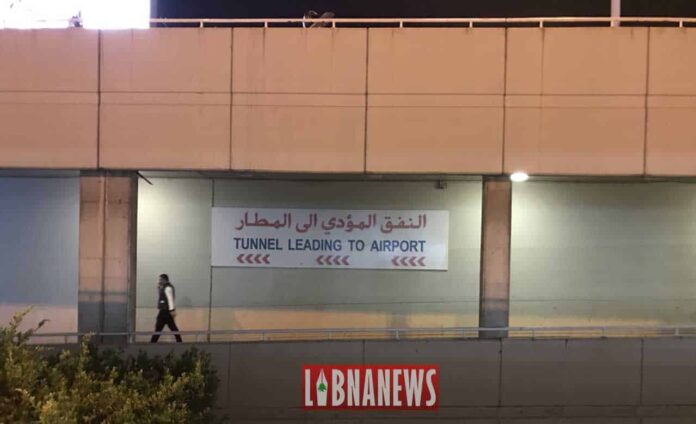 النفق المؤدي الى المطار
TUNNEL LEADING TO AIRPORT
LIBNANEWS